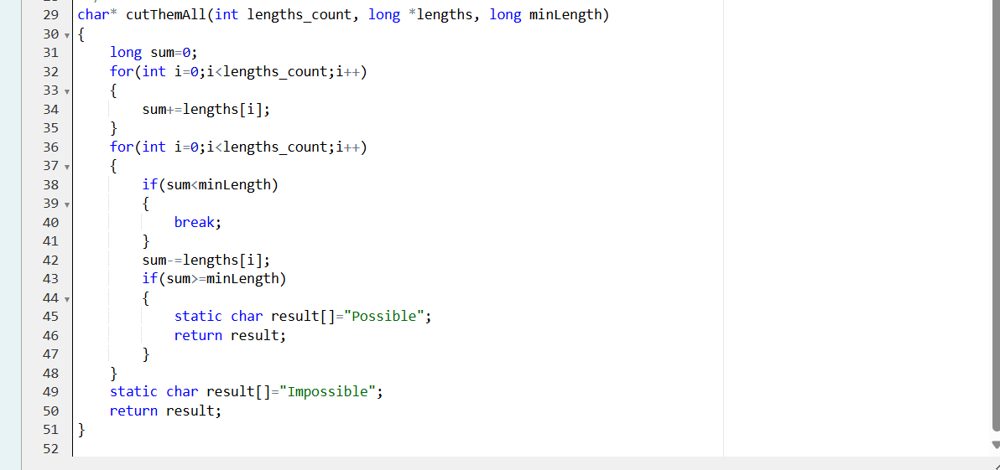 29 char* cutThemAll(int lengths_count, long *lengths, long minLength)
30 {
31     long sum=0;
32     for(int i=0;i<lengths_count;i++)
33     {
34         sum+=lengths[i];
35     }
36     for(int i=0;i<lengths_count;i++)
37     {
38         if(sum<minLength)
39         {
40             break;
41         }
42         sum-=lengths[i];
43         if(sum>=minLength)
44         {
45             static char result[]="Possible";
46             return result;
47         }
48     }
49     static char result[]="Impossible";
50     return result;
51 }
52